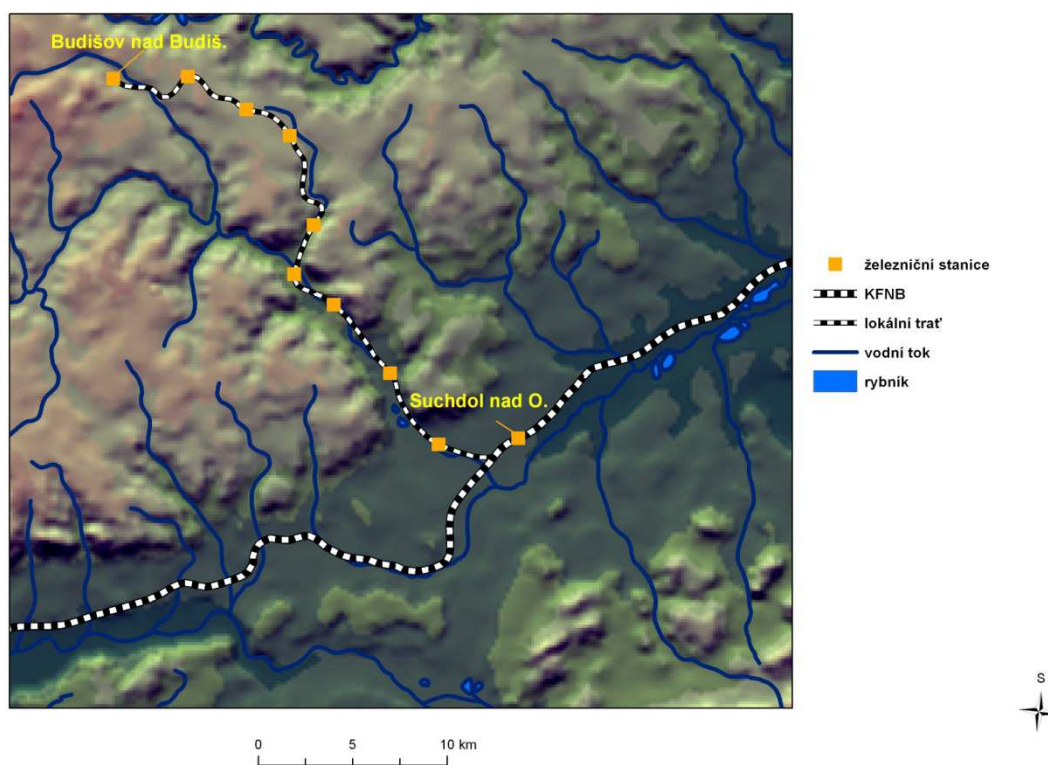 Budišov nad Budiš.
Suchdol nad O.
železniční stanice
KFNB
lokální trať
vodní tok
rybník
S
0 5 10 km